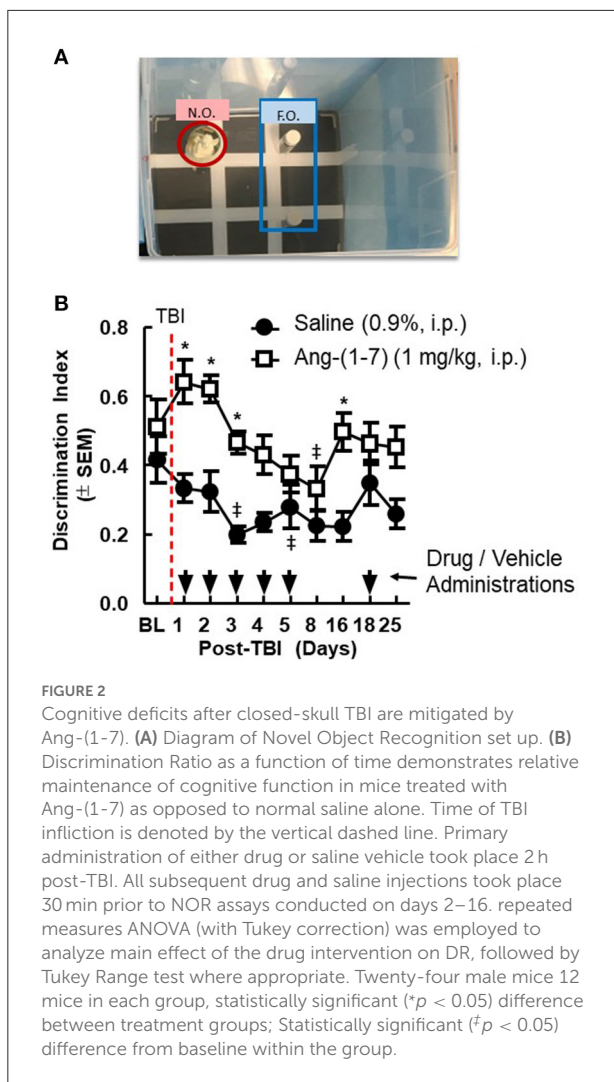 A
N.O.
F.O.
B
TBI
Saline (0.9%, i.p.)
Ang-(1-7) (1 mg/kg, i.p.)
Discrimination Index
(± SEM)
0.8
0.6
0.4
0.2
0.0
* * * ‡ * ‡ ‡
Drug / Vehicle
Administrations
BL 1 2 3 4 5 8 16 18 25
Post-TBI (Days)
FIGURE 2
Cognitive deficits after closed-skull TBI are mitigated by
Ang-(1-7). (A) Diagram of Novel Object Recognition set up. (B)
Discrimination Ratio as a function of time demonstrates relative
maintenance of cognitive function in mice treated with
Ang-(1-7) as opposed to normal saline alone. Time of TBI
infliction is denoted by the vertical dashed line. Primary
administration of either drug or saline vehicle took place 2 h
post-TBI. All subsequent drug and saline injections took place
30 min prior to NOR assays conducted on days 2–16. repeated
measures ANOVA (with Tukey correction) was employed to
analyze main effect of the drug intervention on DR, followed by
Tukey Range test where appropriate. Twenty-four male mice 12
mice in each group, statistically significant (*p < 0.05) difference
between treatment groups; Statistically significant (‡p < 0.05)
difference from baseline within the group.